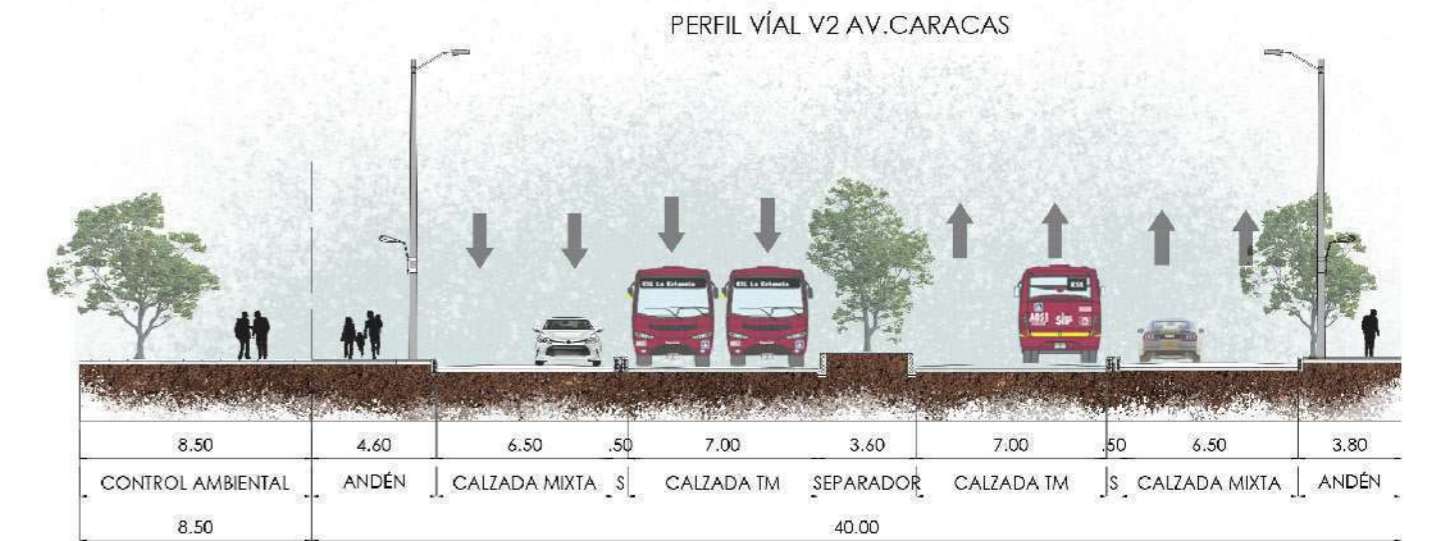 PERFIL VÍAL V2 AV.CARACAS
8.50 4.60 6.50 .50 7.00 3.60 7.00 .50 6.50 3.80
CONTROL AMBIENTAL ANDÉN CALZADA MIXTA S CALZADA TM SEPARADOR CALZADA TM S CALZADA MIXTA ANDÉN
8.50 40.00